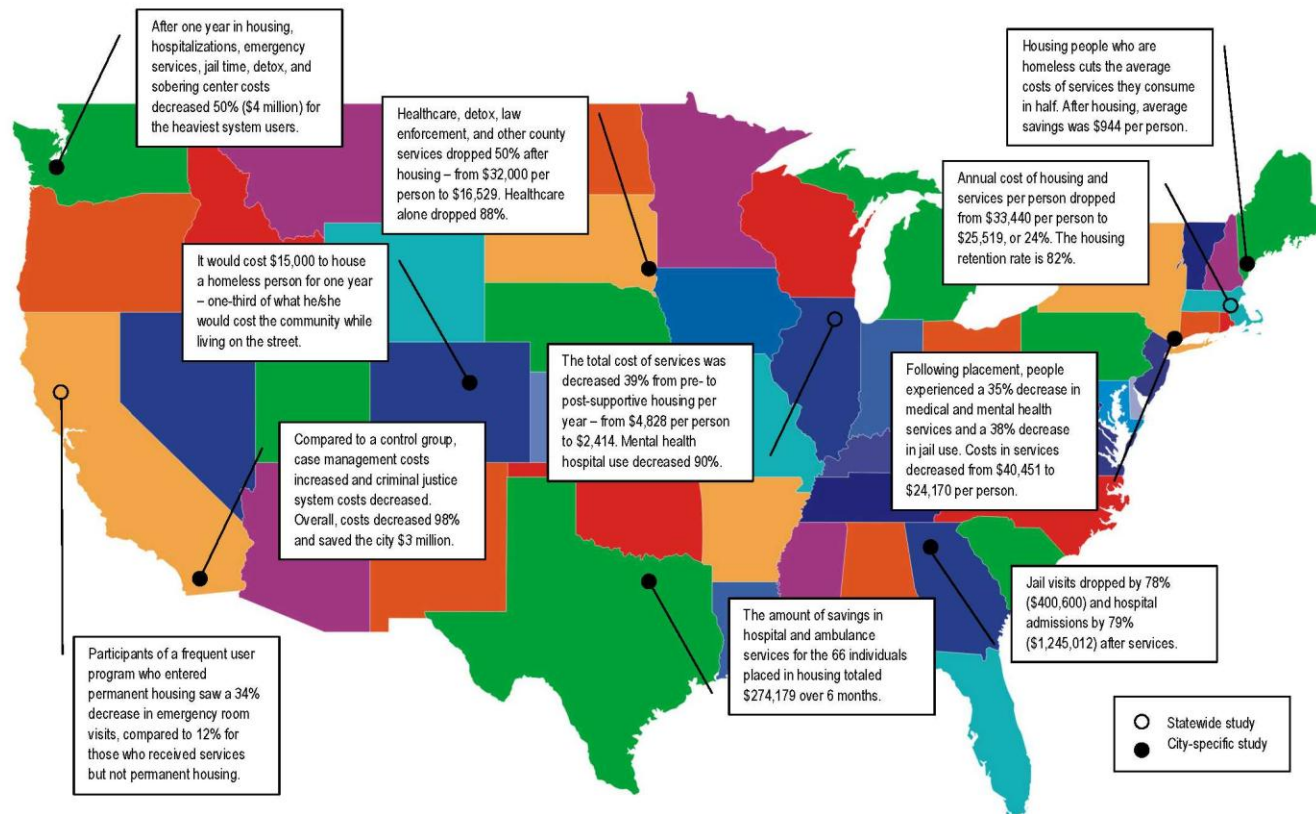 After one year in housing,
hospitalizations, emergency
services, jail time, detox, and
sobering center costs
decreased 50% ($4 million) for
the heaviest system users.
Healthcare, detox, law
enforcement, and other county
services dropped 50% after
housing – from $32,000 per
person to $16,529. Healthcare
alone dropped 88%.
Housing people who are
homeless cuts the average
costs of services they consume
in half. After housing, average
savings was $944 per person.
Annual cost of housing and
services per person dropped
from $33,440 per person to
$25,519, or 24%. The housing
retention rate is 82%.
It would cost $15,000 to house
a homeless person for one year
– one-third of what he/she
would cost the community while
living on the street.
The total cost of services was
decreased 39% from pre- to
post-supportive housing per
year – from $4,828 per person
to $2,414. Mental health
hospital use decreased 90%.
Following placement, people
experienced a 35% decrease in
medical and mental health
services and a 38% decrease
in jail use. Costs in services
decreased from $40,451 to
$24,170 per person.
Compared to a control group,
case management costs
increased and criminal justice
system costs decreased.
Overall, costs decreased 98%
and saved the city $3 million.
Participants of a frequent user
program who entered
permanent housing saw a 34%
decrease in emergency room
visits, compared to 12% for
those who received services
but not permanent housing.
The amount of savings in
hospital and ambulance
services for the 66 individuals
placed in housing totaled
$274,179 over 6 months.
Jail visits dropped by 78%
($400,600) and hospital
admissions by 79%
($1,245,012) after services.
Statewide study
City-specific study